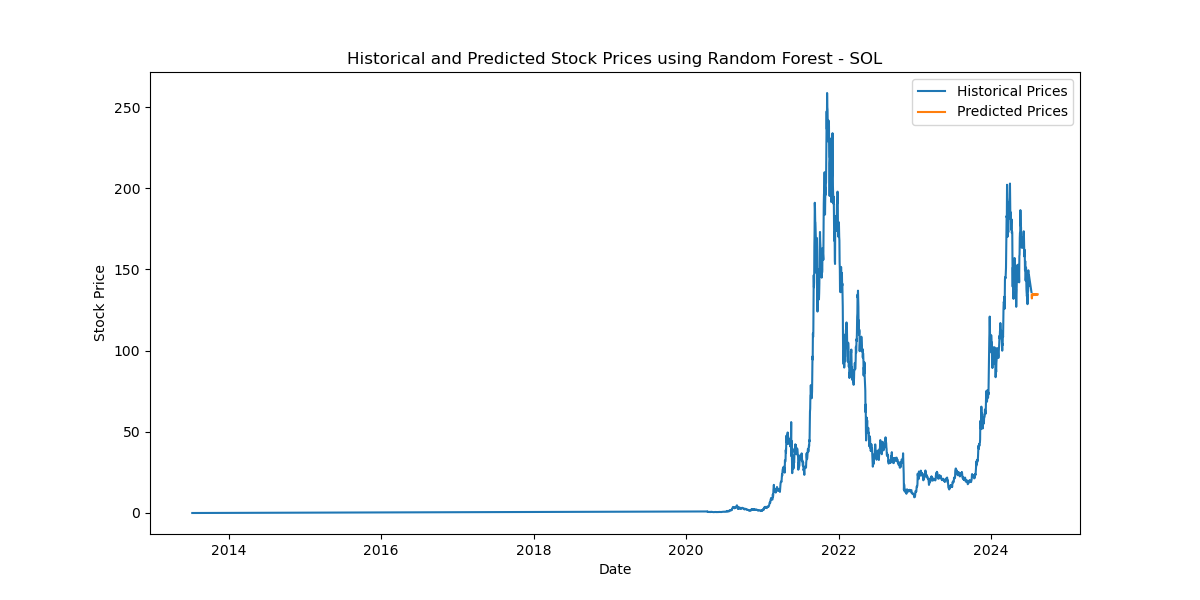 Historical and Predicted Stock Prices using Random Forest - SOL
Historical Prices
Predicted Prices
250
200
150
100
50
0
Stock Price
2014 2016 2018 2020 2022 2024
Date